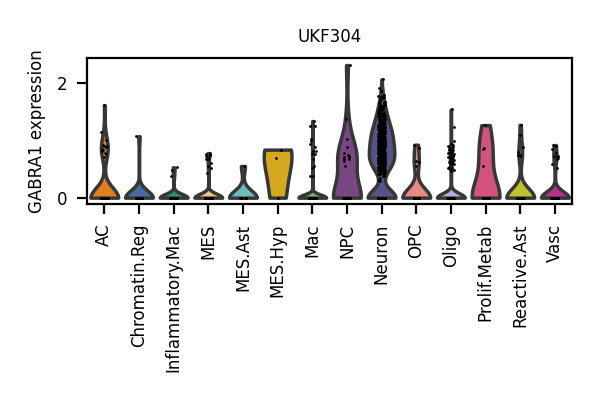 UKF304
GABRA1 expression
2
0
AC
Chromatin.Reg
Inflammatory.Mac
MES
MES.Ast
MES.Hyp
Mac
NPC
Neuron
OPC
Oligo
Prolif.Metab
Reactive.Ast
Vasc